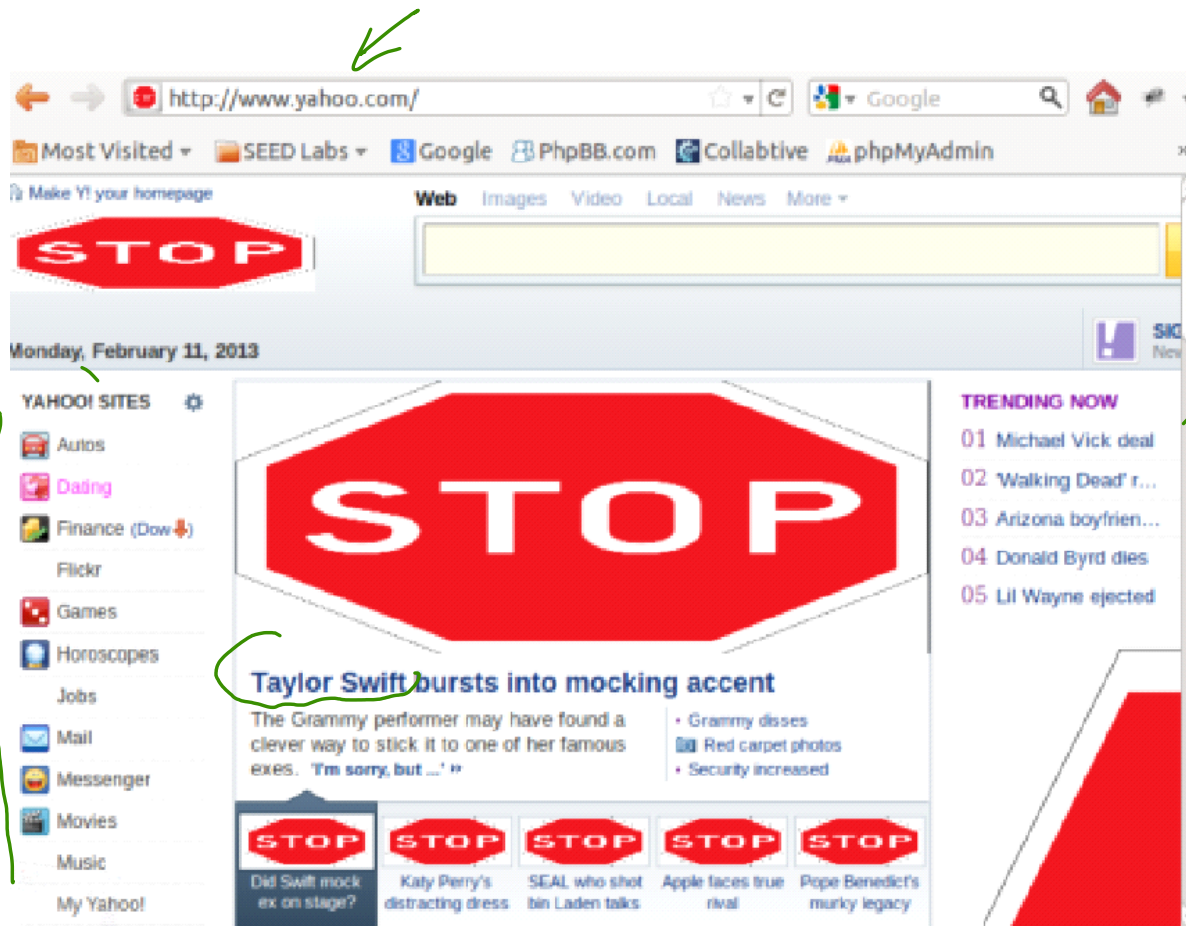 http://www.yahoo.com/
Google
Most Visited
SEED Labs
Google
PhpBB.com
Collabtive
phpMyAdmin
Make Y! your homepage
Web Images Video Local News More
STOP
Monday, February 11, 2013
YAHOO! SITES
Autos
Dating
Finance (Dow)
Flickr
Games
Horoscopes
Jobs
Mail
Messenger
Movies
Music
My Yahoo!
STOP
Taylor Swift bursts into mocking accent
The Grammy performer may have found a
clever way to stick it to one of her famous
exes. 'I'm sorry, but ...' »
• Grammy disses
Red carpet photos
• Security increased
STOP
Did Swift mock
ex on stage?
STOP
Katy Perry's
distracting dress
STOP
SEAL who shot
bin Laden talks
STOP
Apple faces true
rival
STOP
Pope Benedict's
murky legacy
TRENDING NOW
01 Michael Vick deal
02 'Walking Dead' r...
03 Arizona boyfrien...
04 Donald Byrd dies
05 Lil Wayne ejected